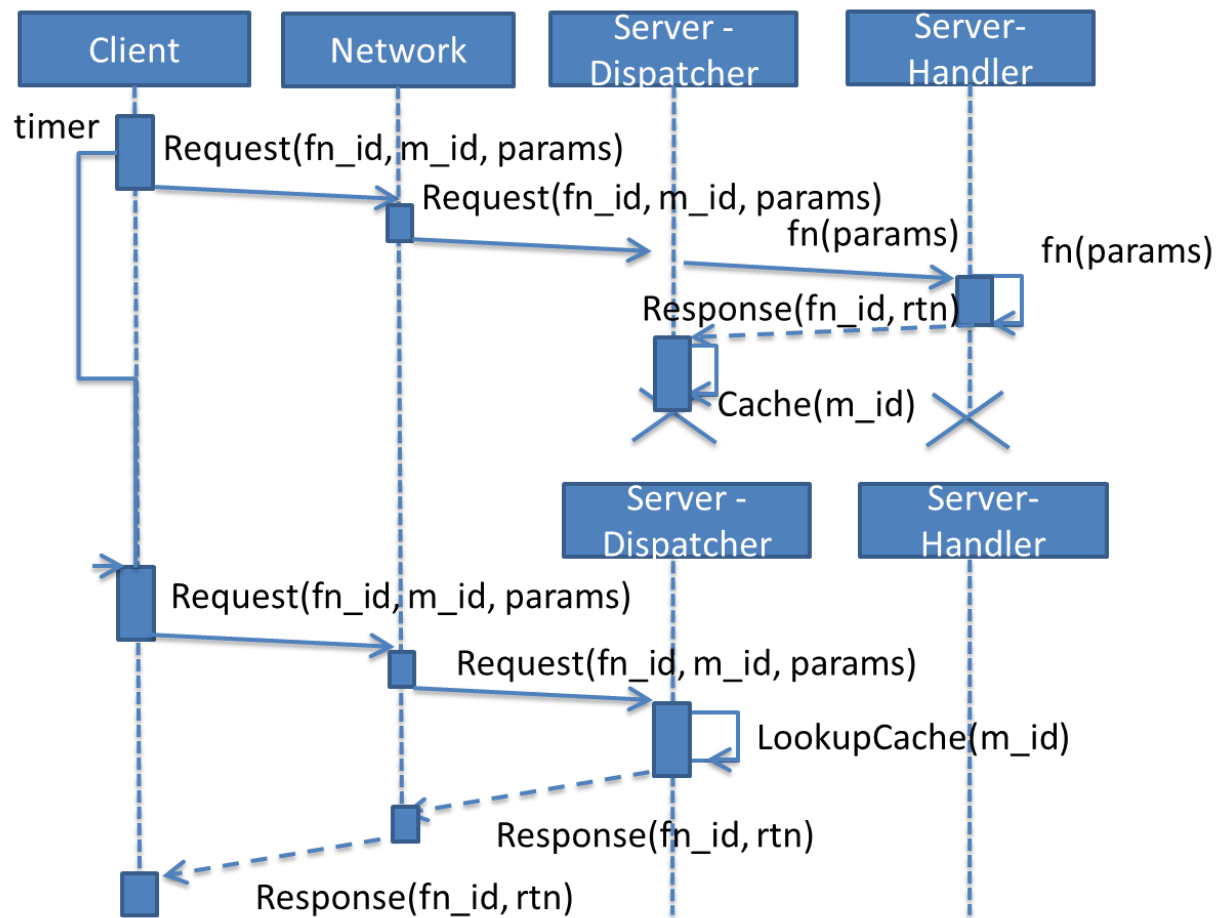 Client
Network
Server -
Dispatcher
Server-
Handler
timer
Request(fn_id, m_id, params)
Request(fn_id, m_id, params)
fn(params)
fn(params)
Response(fn_id, rtn)
Cache(m_id)
Server -
Dispatcher
Server-
Handler
Request(fn_id, m_id, params)
Request(fn_id, m_id, params)
LookupCache(m_id)
Response(fn_id, rtn)
Response(fn_id, rtn)